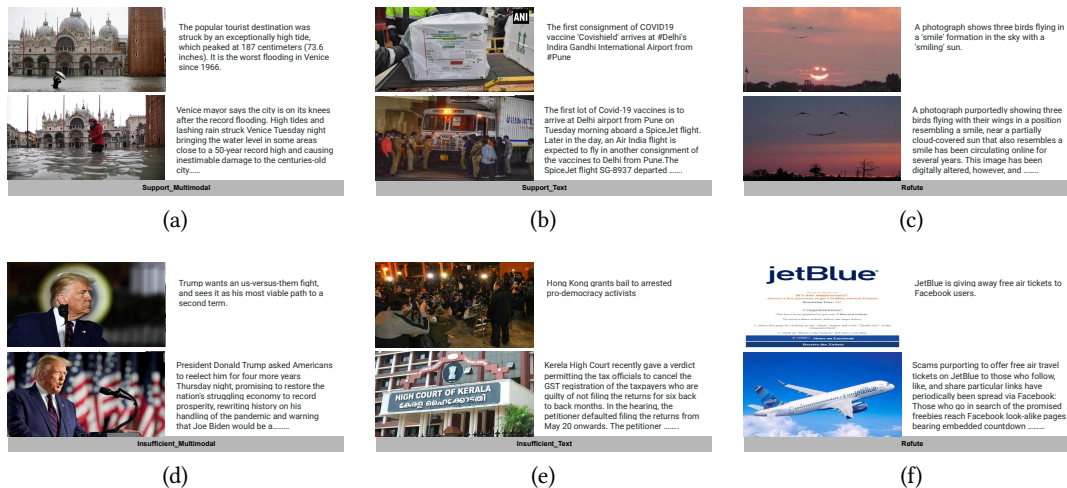 The popular tourist destination was
struck by an exceptionally high tide,
which peaked at 187 centimeters (73.6
inches). It is the worst flooding in Venice
since 1966.
Venice mayor says the city is on its knees
after the record flooding. High tides and
lashing rain struck Venice Tuesday night
bringing the water level in some areas
close to a 50-year record high and causing
inestimable damage to the centuries-old
city......
Support_Multimodal
(a)
ANI
The first consignment of COVID19
vaccine 'Covishield' arrives at #Delhi's
Indira Gandhi International Airport from
#Pune
The first lot of Covid-19 vaccines is to
arrive at Delhi airport from Pune on
Tuesday morning aboard a SpiceJet flight.
Later in the day, an Air India flight is
expected to fly in another consignment of
the vaccines to Delhi from Pune.The
SpiceJet flight SG-8937 departed .......
Support_Text
(b)
A photograph shows three birds flying in
a 'smile' formation in the sky with a
'smiling' sun.
A photograph purportedly showing three
birds flying with their wings in a position
resembling a smile, near a partially
cloud-covered sun that also resembles a
smile has been circulating online for
several years. This image has been
digitally altered, however, and ........
Refute
(c)
Trump wants an us-versus-them fight,
and sees it as his most viable path to a
second term.
President Donald Trump asked Americans
to reelect him for four more years
Thursday night, promising to restore the
nation's struggling economy to record
prosperity, rewriting history on his
handling of the pandemic and warning
that Joe Biden would be a.........
Insufficient_Multimodal
(d)
Hong Kong grants bail to arrested
pro-democracy activists
HIGH COURT OF KERALA
കേരള ഹൈക്കോടതി
Kerala High Court recently gave a verdict
permitting the tax officials to cancel the
GST registration of the taxpayers who are
guilty of not filing the returns for six back
to back months. In the hearing, the
petitioner defaulted filing the returns from
May 20 onwards. The petitioner ........
Insufficient_Text
(e)
jetBlue
Congratulations!
JetBlue is giving away free air tickets to
Facebook users.
jetBlue
Scams purporting to offer free air travel
tickets on JetBlue to those who follow,
like, and share particular links have
periodically been spread via Facebook:
Those who go in search of the promised
freebies reach Facebook look-alike pages
bearing embedded countdown .........
Refute
(f)